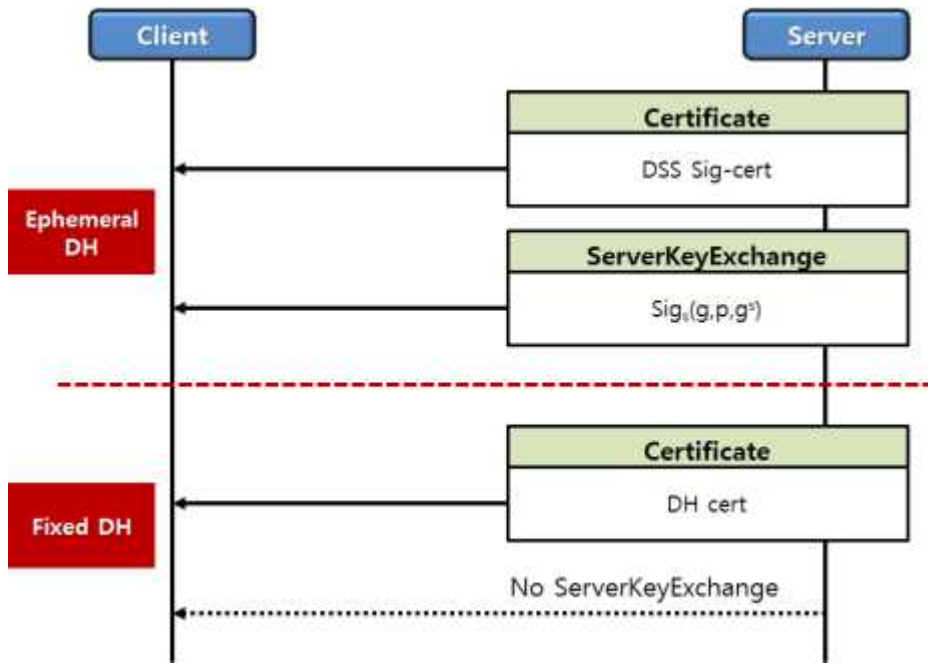 Client
Server
Certificate
DSS Sig-cert
Ephemeral
DH
ServerKeyExchange
Sigₛ(g,p,gˢ)
Certificate
DH cert
Fixed DH
No ServerKeyExchange